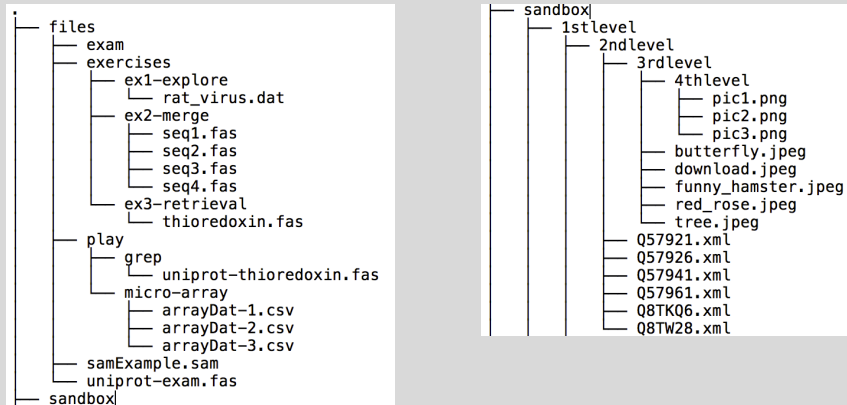 .
├── files
│   ├── exam
│   ├── exercises
│   │   ├── ex1-explore
│   │   │   └── rat_virus.dat
│   │   ├── ex2-merge
│   │   │   ├── seq1.fas
│   │   │   ├── seq2.fas
│   │   │   ├── seq3.fas
│   │   │   └── seq4.fas
│   │   └── ex3-retrieval
│   │       └── thioredoxin.fas
│   ├── play
│   │   ├── grep
│   │   │   └── uniprot-thioredoxin.fas
│   │   └── micro-array
│   │       ├── arrayDat-1.csv
│   │       ├── arrayDat-2.csv
│   │       └── arrayDat-3.csv
│   ├── samExample.sam
│   └── uniprot-exam.fas
├── sandbox
├── sandbox
│   ├── 1stlevel
│   │   ├── 2ndlevel
│   │   │   ├── 3rdlevel
│   │   │   │   ├── 4thlevel
│   │   │   │   │   ├── pic1.png
│   │   │   │   │   ├── pic2.png
│   │   │   │   │   └── pic3.png
│   │   │   │   ├── butterfly.jpeg
│   │   │   │   ├── download.jpeg
│   │   │   │   ├── funny_hamster.jpeg
│   │   │   │   ├── red_rose.jpeg
│   │   │   │   └── tree.jpeg
│   │   │   ├── Q57921.xml
│   │   │   ├── Q57926.xml
│   │   │   ├── Q57941.xml
│   │   │   ├── Q57961.xml
│   │   │   ├── Q8TKQ6.xml
│   │   │   └── Q8TW28.xml